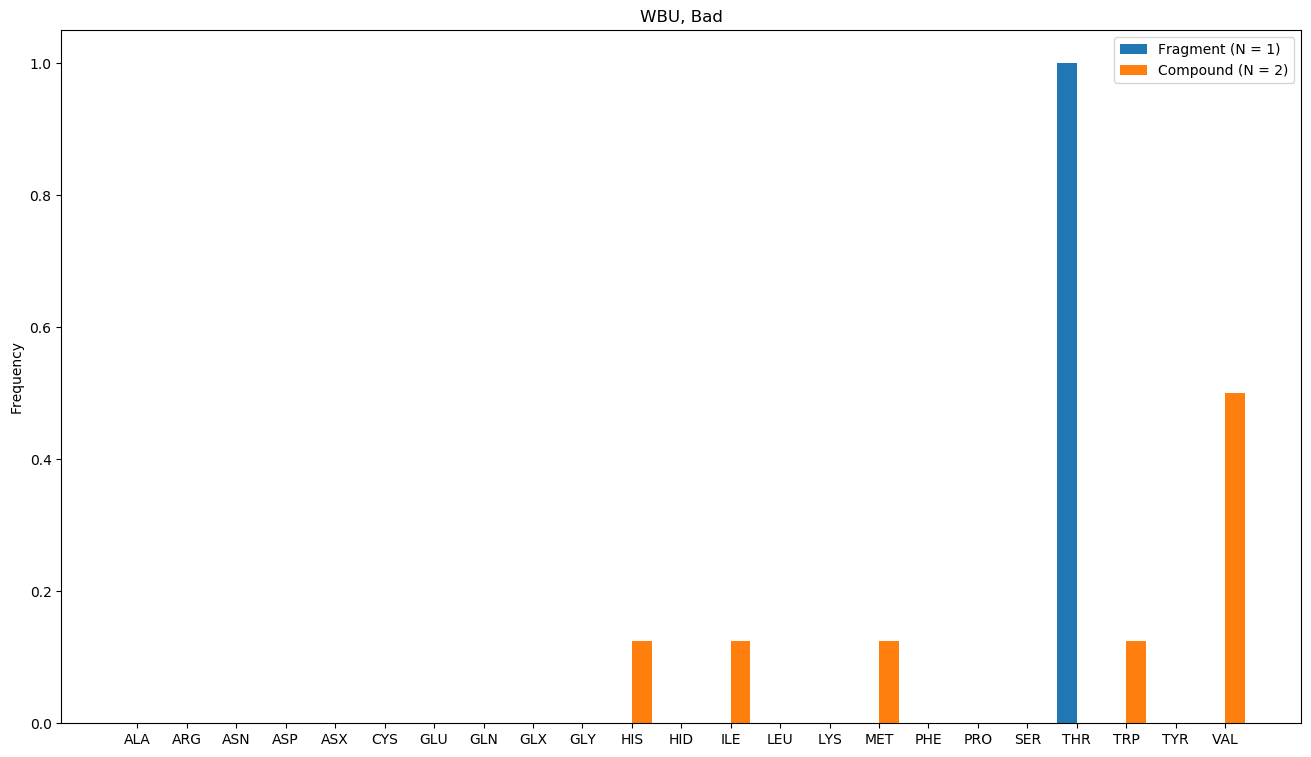 WBU, Bad
Fragment (N = 1)
Compound (N = 2)
Frequency
1.0
0.8
0.6
0.4
0.2
0.0
ALA ARG ASN ASP ASX CYS GLU GLN GLX GLY HIS HID ILE LEU LYS MET PHE PRO SER THR TRP TYR VAL